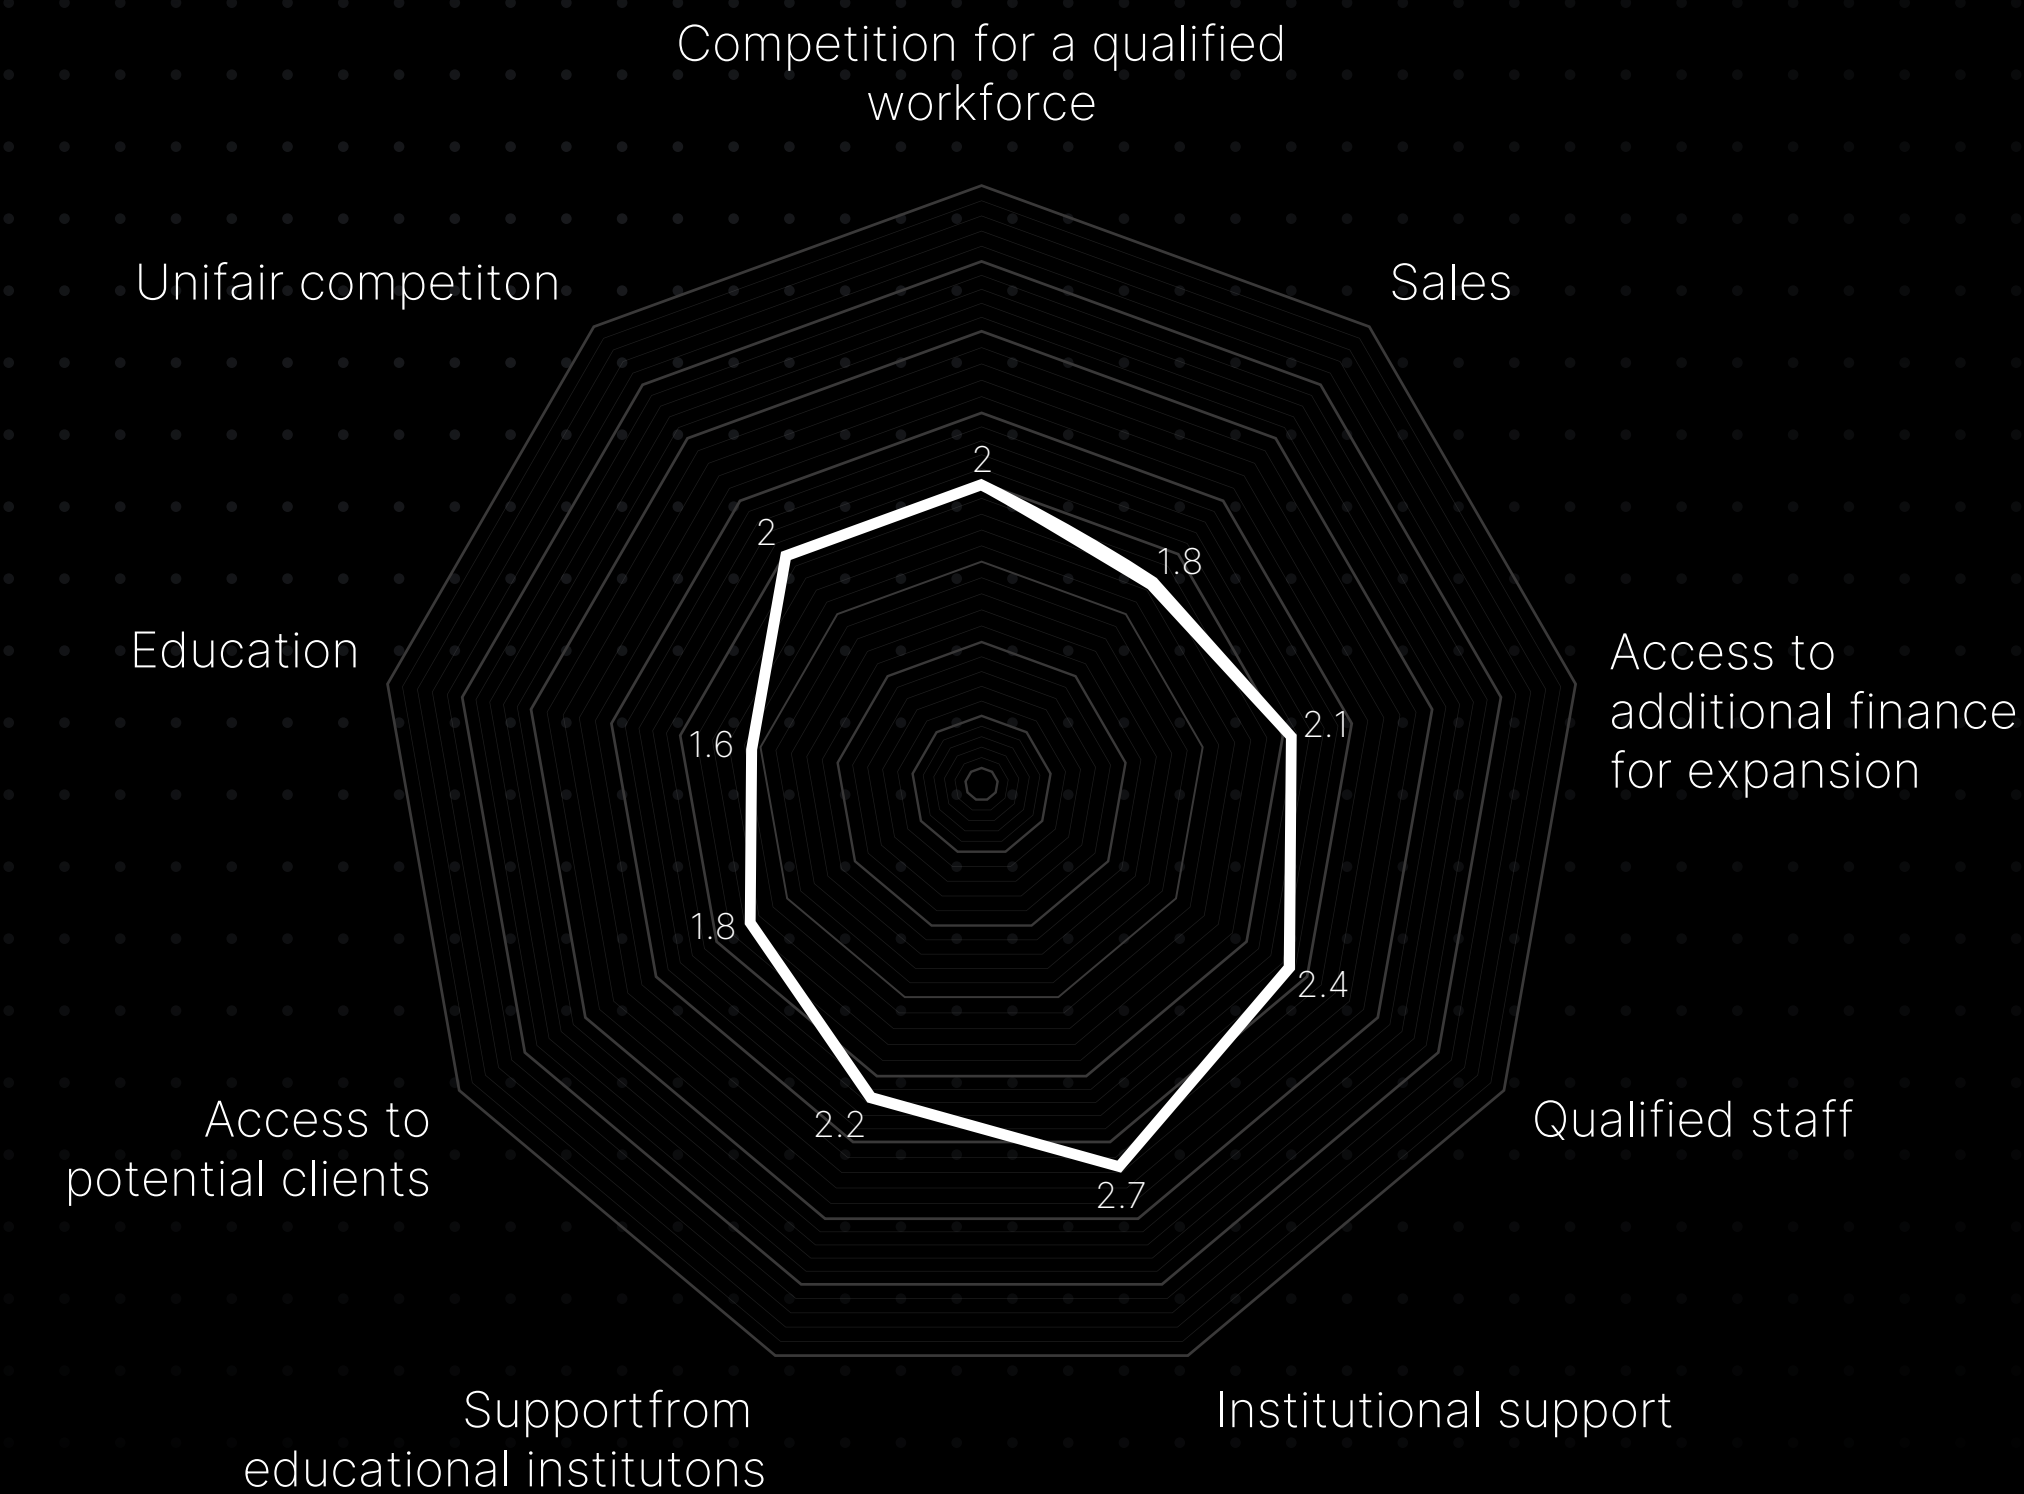 Competition for a qualified
workforce
Unifair competiton
Sales
2
2
1.8
Education
Access to
additional finance
for expansion
1.6
2.1
1.8
2.4
Access to
potential clients
2.2
Qualified staff
2.7
Supportfrom
educational institutons
Institutional support